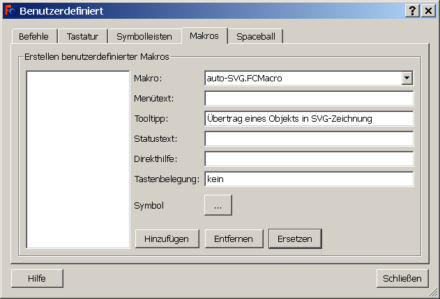 Benutzerdefiniert
Befehle Tastatur Symbolleisten Makros Spaceball
Erstellen benutzerdefinierter Makros
Makro: auto-SVG.FCMacro
Menütext:
Tooltipp: Übertrag eines Objekts in SVG-Zeichnung
Statustext:
Direkthilfe:
Tastenbelegung: kein
Symbol ...
Hinzufügen Entfernen Ersetzen
Hilfe Schließen